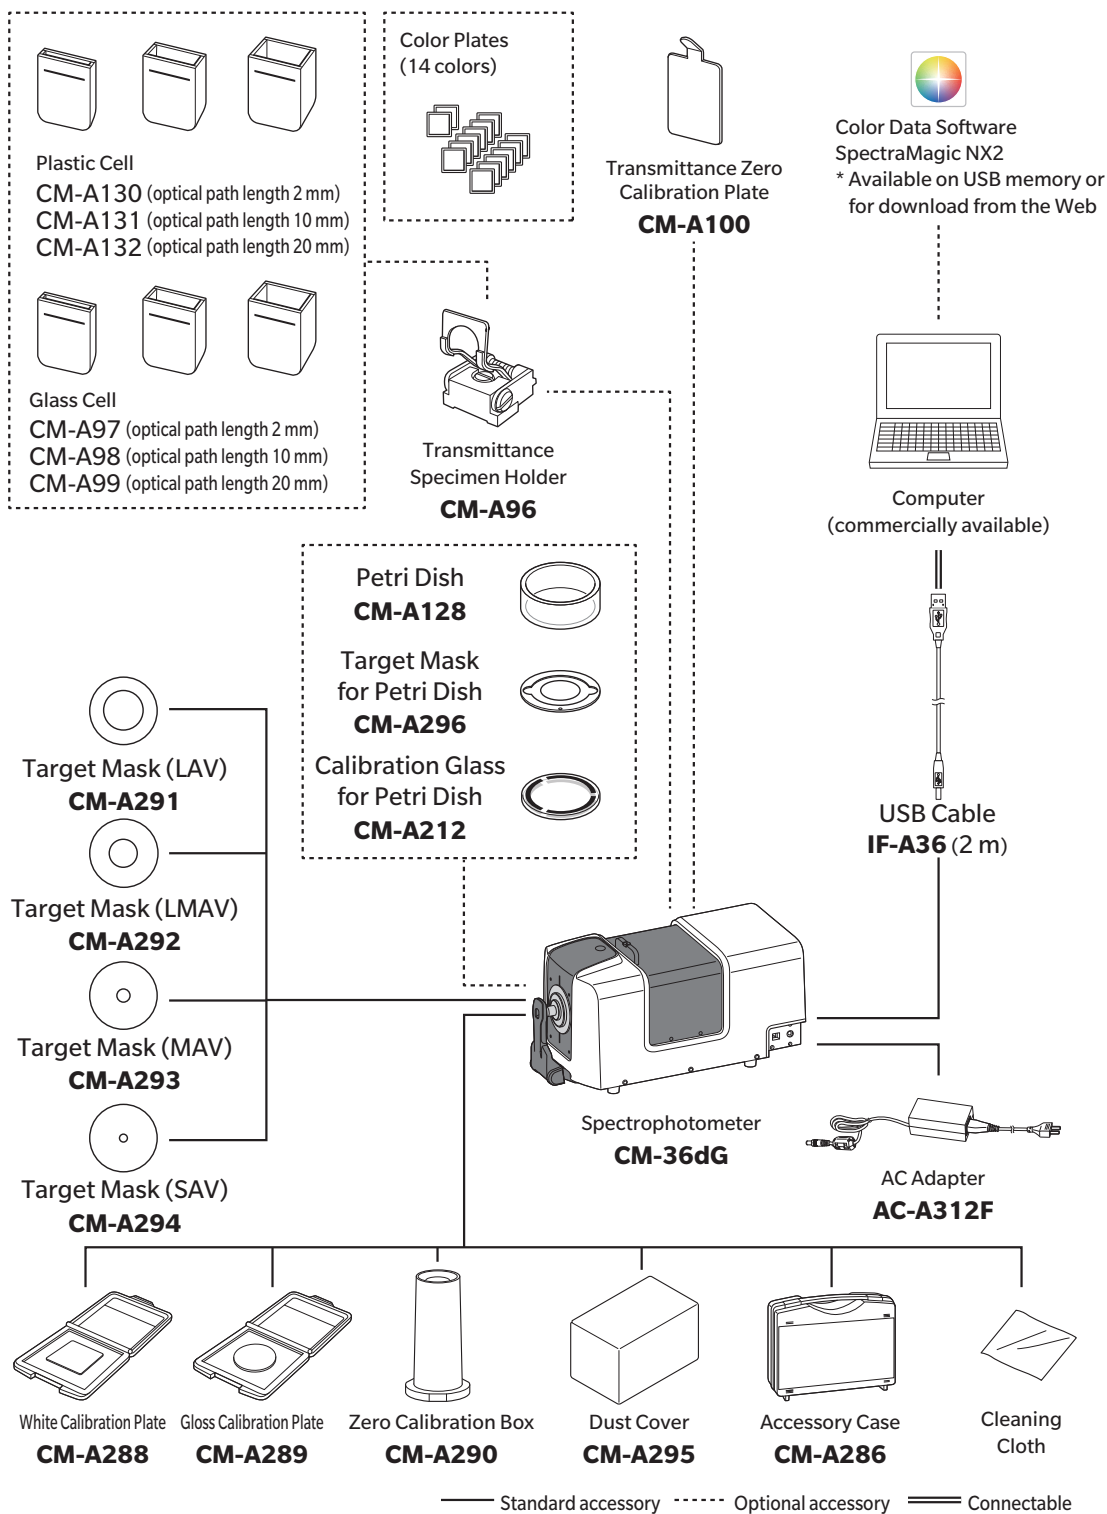 Plastic Cell
CM-A130 (optical path length 2 mm)
CM-A131 (optical path length 10 mm)
CM-A132 (optical path length 20 mm)
Glass Cell
CM-A97 (optical path length 2 mm)
CM-A98 (optical path length 10 mm)
CM-A99 (optical path length 20 mm)
Color Plates
(14 colors)
Transmittance Zero
Calibration Plate
CM-A100
Color Data Software
SpectraMagic NX2
* Available on USB memory or
for download from the Web
Transmittance
Specimen Holder
CM-A96
Computer
(commercially available)
Petri Dish
CM-A128
Target Mask
for Petri Dish
CM-A296
Calibration Glass
for Petri Dish
CM-A212
USB Cable
IF-A36 (2 m)
Target Mask (LAV)
CM-A291
Target Mask (LMAV)
CM-A292
Target Mask (MAV)
CM-A293
Target Mask (SAV)
CM-A294
Spectrophotometer
CM-36dG
AC Adapter
AC-A312F
White Calibration Plate
CM-A288
Gloss Calibration Plate
CM-A289
Zero Calibration Box
CM-A290
Dust Cover
CM-A295
Accessory Case
CM-A286
Cleaning
Cloth
Standard accessory
Optional accessory
Connectable